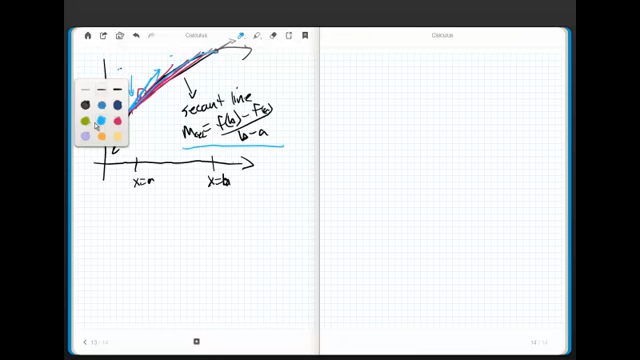 Calculus
Calculus
secant line
Msec = f(b) - f(a)
b - a
x=a
x=b
13 / 14
14 / 14